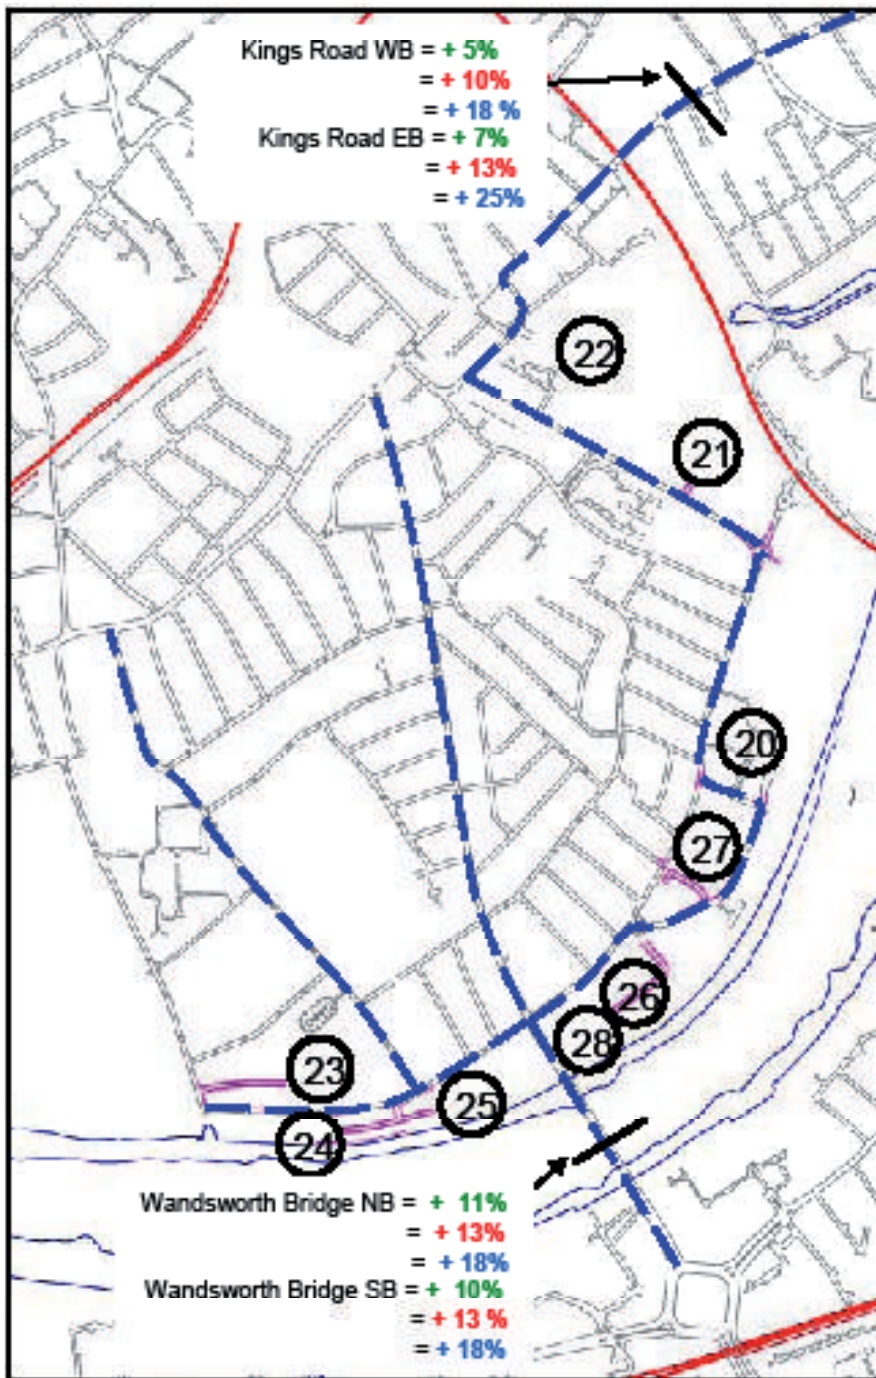 Kings Road WB = + 5%
= + 10%
= + 18 %
Kings Road EB = + 7%
= + 13%
= + 25%
22
21
20
27
26
28
23
25
24
Wandsworth Bridge NB = + 11%
= + 13%
= + 18%
Wandsworth Bridge SB = + 10%
= + 13 %
= + 18%